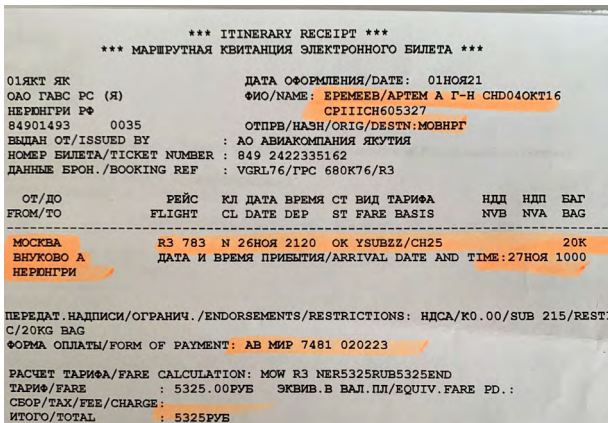 *** ITINERARY RECEIPT ***
*** МАРШРУТНАЯ КВИТАНЦИЯ ЭЛЕКТРОННОГО БИЛЕТА ***
01ЯКТ ЯК ДАТА ОФОРМЛЕНИЯ/DATE: 01НОЯ21
ОАО ГАВС РС (Я) ФИО/NAME: ЕРЕМЕЕВ/АРТЕМ А Г-Н CHD04ОКТ16
НЕРЮНГРИ РФ СРIIICH605327
84901493 0035 ОТПРВ/НАЗН/ORIG/DESTN:МОВНРГ
ВЫДАН ОТ/ISSUED BY : АО АВИАКОМПАНИЯ ЯКУТИЯ
НОМЕР БИЛЕТА/TICKET NUMBER : 849 2422335162
ДАННЫЕ БРОН./BOOKING REF : VGRL76/ГРС 680K76/R3
ОТ/ДО РЕЙС КЛ ДАТА ВРЕМЯ СТ ВИД ТАРИФА НДД НДП БАГ
FROM/TO FLIGHT CL DATE DEP ST FARE BASIS NVB NVA BAG
МОСКВА R3 783 N 26НОЯ 2120 OK YSUBZZ/CH25 20K
ВНУКОВО А ДАТА И ВРЕМЯ ПРИБЫТИЯ/ARRIVAL DATE AND TIME:27НОЯ 1000
НЕРЮНГРИ
ПЕРЕДАТ.НАДПИСИ/ОГРАНИЧ./ENDORSEMENTS/RESTRICTIONS: НДСА/К0.00/SUB 215/REST
C/20KG BAG
ФОРМА ОПЛАТЫ/FORM OF PAYMENT: АВ МИР 7481 020223
РАСЧЕТ ТАРИФА/FARE CALCULATION: MOW R3 NER5325RUB5325END
ТАРИФ/FARE : 5325.00РУБ ЭКВИВ.В ВАЛ.ПЛ/EQUIV.FARE PD.:
СБОР/TAX/FEE/CHARGE:
ИТОГО/TOTAL : 5325РУБ